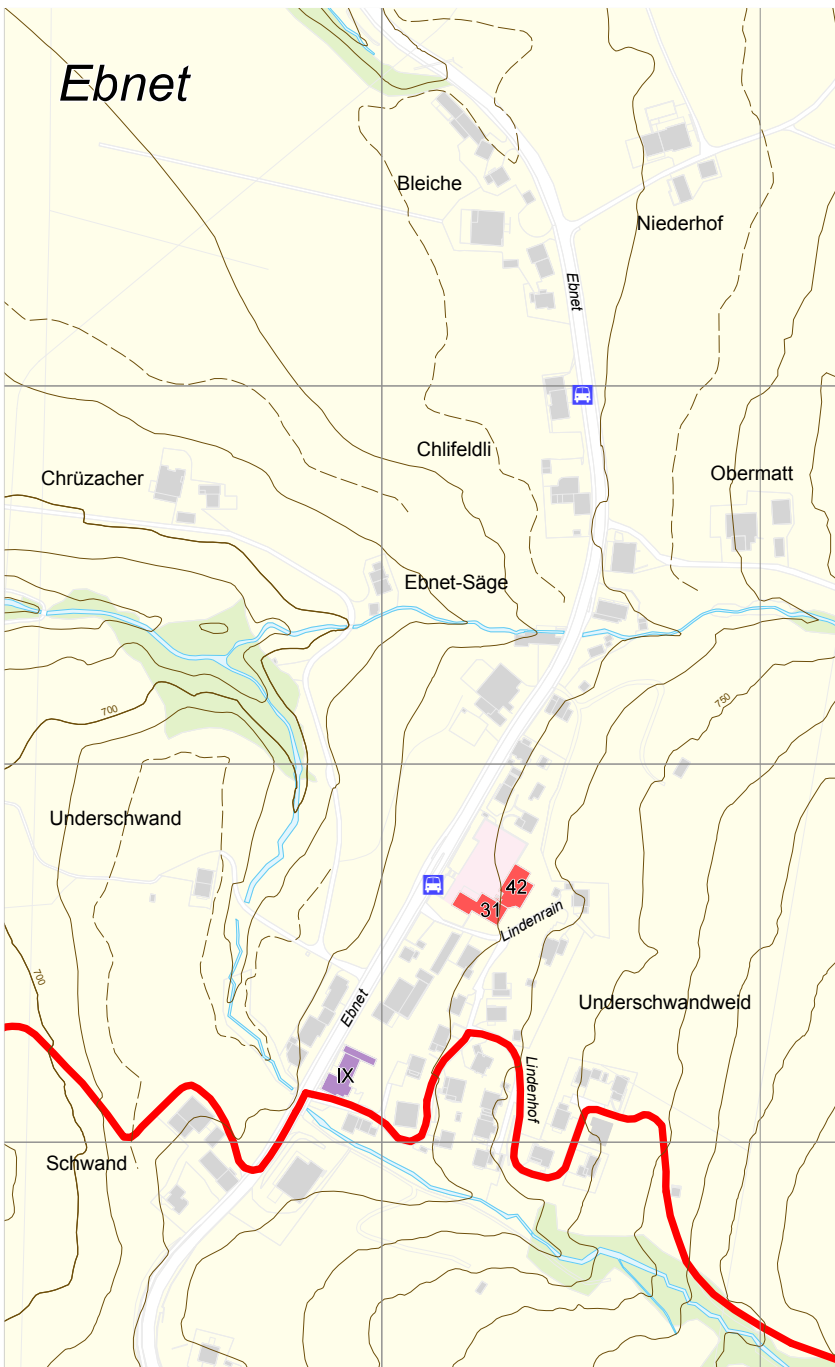 Ebnet
Bleiche
Niederhof
Ebnet
Chlifeldli
Chrüzacher
Obermatt
Ebnet-Säge
700
750
Underschwand
42
31
Lindenrain
700
Ebnet
Underschwandweid
IX
Lindenhof
Schwand